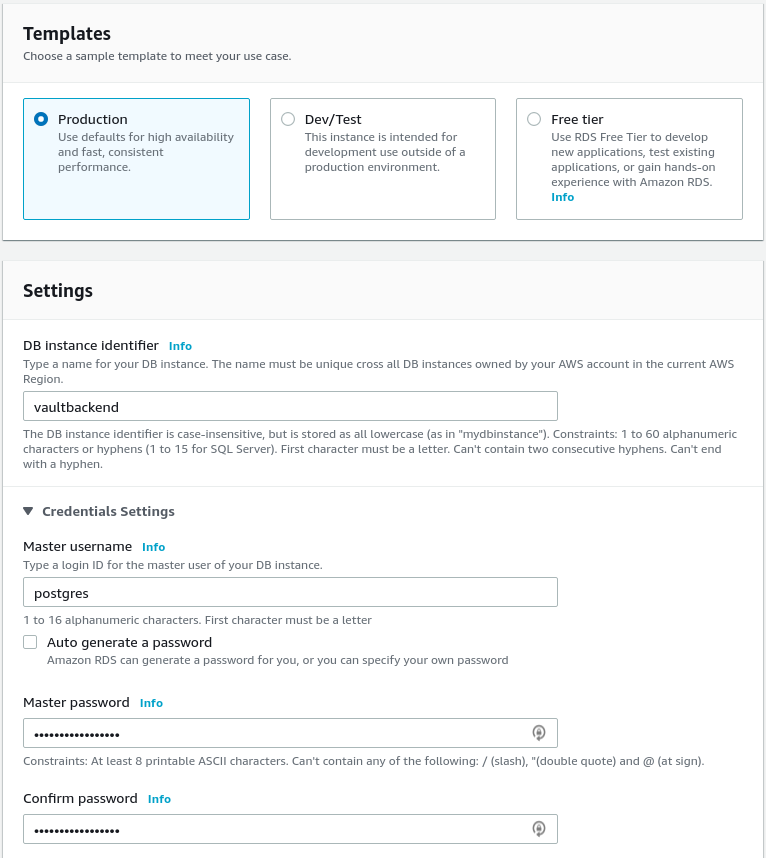 Templates
Choose a sample template to meet your use case.
Production
Use defaults for high availability
and fast, consistent
performance.
Dev/Test
This instance is intended for
development use outside of a
production environment.
Free tier
Use RDS Free Tier to develop
new applications, test existing
applications, or gain hands-on
experience with Amazon RDS.
Info
Settings
DB instance identifier Info
Type a name for your DB instance. The name must be unique cross all DB instances owned by your AWS account in the current AWS
Region.
vaultbackend
The DB instance identifier is case-insensitive, but is stored as all lowercase (as in "mydbinstance"). Constraints: 1 to 60 alphanumeric
characters or hyphens (1 to 15 for SQL Server). First character must be a letter. Can't contain two consecutive hyphens. Can't end
with a hyphen.
Credentials Settings
Master username Info
Type a login ID for the master user of your DB instance.
postgres
1 to 16 alphanumeric characters. First character must be a letter
Auto generate a password
Amazon RDS can generate a password for you, or you can specify your own password
Master password Info
•••••••••••••••••
Constraints: At least 8 printable ASCII characters. Can't contain any of the following: / (slash), "(double quote) and @ (at sign).
Confirm password Info
•••••••••••••••••